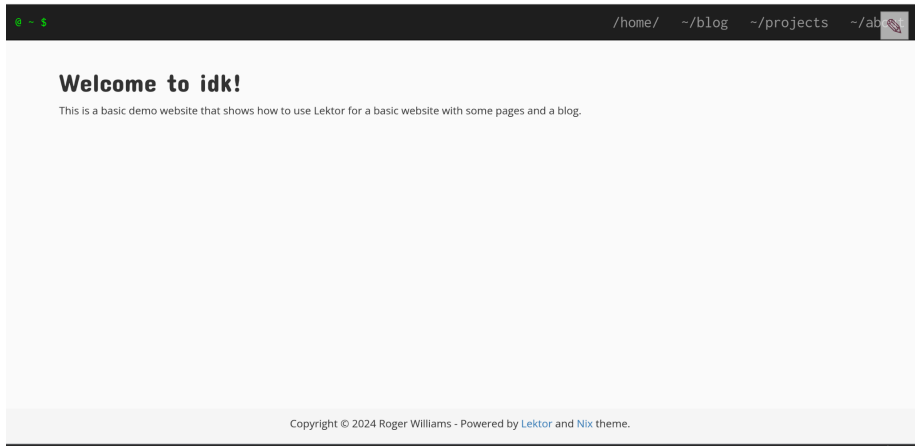 @ ~ $ /home/ ~/blog ~/projects ~/about
Welcome to idk!
This is a basic demo website that shows how to use Lektor for a basic website with some pages and a blog.
Copyright © 2024 Roger Williams - Powered by Lektor and Nix theme.